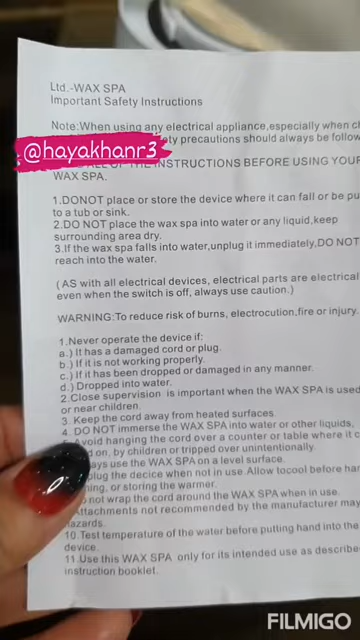 Ltd.-WAX SPA
Important Safety Instructions
Note:When using any electrical appliance,especially when
@hayakhanr3
ty precautions should always be follow
THE INSTRUCTIONS BEFORE USING YOUR
WAX SPA.
1.DONOT place or store the device where it can fall or be pu
to a tub or sink.
2.DO NOT place the wax spa into water or any liquid,keep
surrounding area dry.
3.If the wax spa falls into water,unplug it immediately,DO NOT
reach into the water.
(AS with all electrical devices, electrical parts are electrical
even when the switch is off, always use caution.)
WARNING:To reduce risk of burns, electrocution,fire or injury.
1.Never operate the device if:
a.) It has a damaged cord or plug.
b.) If it is not working properly.
c.) If it has been dropped or damaged in any manner.
d.) Dropped into water.
2.Close supervision is important when the WAX SPA is used
or near children.
3. Keep the cord away from heated surfaces.
4. DO NOT immerse the WAX SPA into water or other liquids,
5. Avoid hanging the cord over a counter or table where it c
d on, by children or tripped over unintentionally.
ays use the WAX SPA on a level surface.
plug the decice when not in use. Allow tocool before han
ning, or storing the warmer.
not wrap the cord around the WAX SPA when in use.
Attachments not recommended by the manufacturer may
hazards.
10.Test temperature of the water before putting hand into the
device.
11.Use this WAX SPA only for its intended use as describe
instruction booklet.
FILMIGO